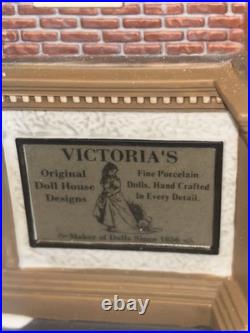 VICTORIA'S
Original
Doll House
Designs
Fine Porcelain
Dolls, Hand Crafted
In Every Detail.
Maker of Dolls Since 1856